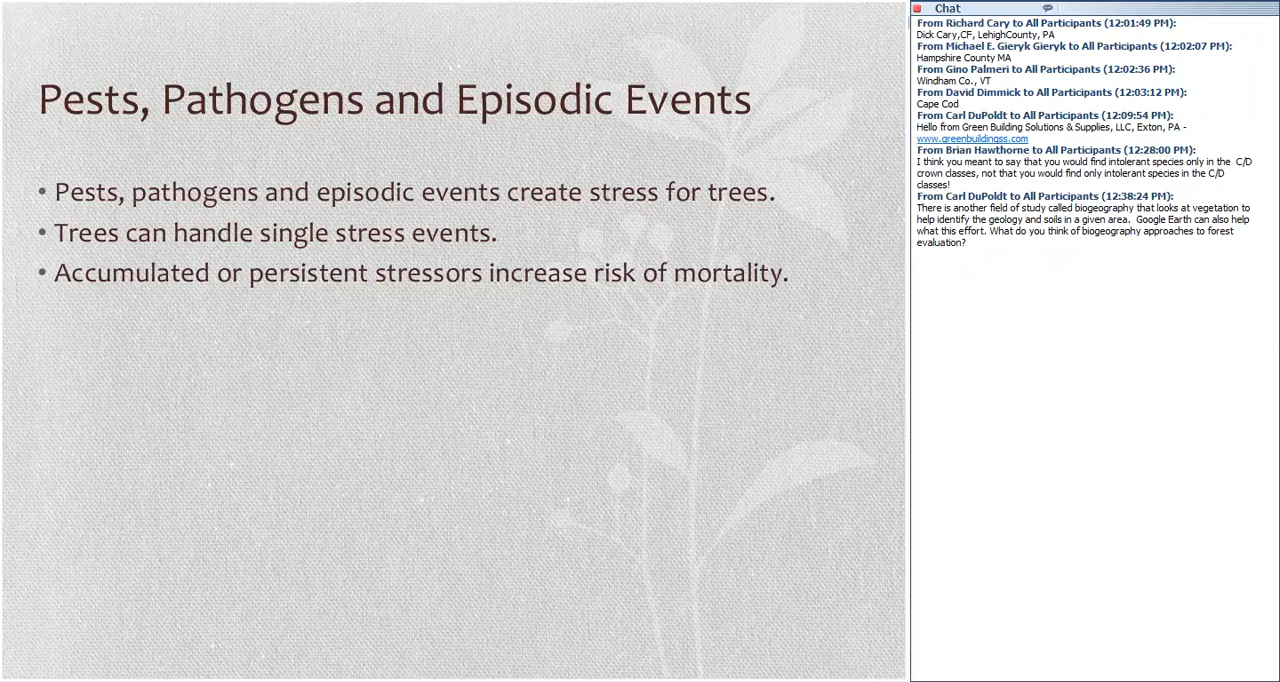 Pests, Pathogens and Episodic Events
• Pests, pathogens and episodic events create stress for trees.
• Trees can handle single stress events.
• Accumulated or persistent stressors increase risk of mortality.
Chat
From Richard Cary to All Participants (12:01:49 PM):
Dick Cary,CF, LehighCounty, PA
From Michael E. Gieryk Gieryk to All Participants (12:02:07 PM):
Hampshire County MA
From Gino Palmeri to All Participants (12:02:36 PM):
Windham Co., VT
From David Dimmick to All Participants (12:03:12 PM):
Cape Cod
From Carl DuPoldt to All Participants (12:09:54 PM):
Hello from Green Building Solutions & Supplies, LLC, Exton, PA -
www.greenbuildingss.com
From Brian Hawthorne to All Participants (12:28:00 PM):
I think you meant to say that you would find intolerant species only in the C/D
crown classes, not that you would find only intolerant species in the C/D
classes!
From Carl DuPoldt to All Participants (12:38:24 PM):
There is another field of study called biogeography that looks at vegetation to
help identify the geology and soils in a given area. Google Earth can also help
what this effort. What do you think of biogeography approaches to forest
evaluation?